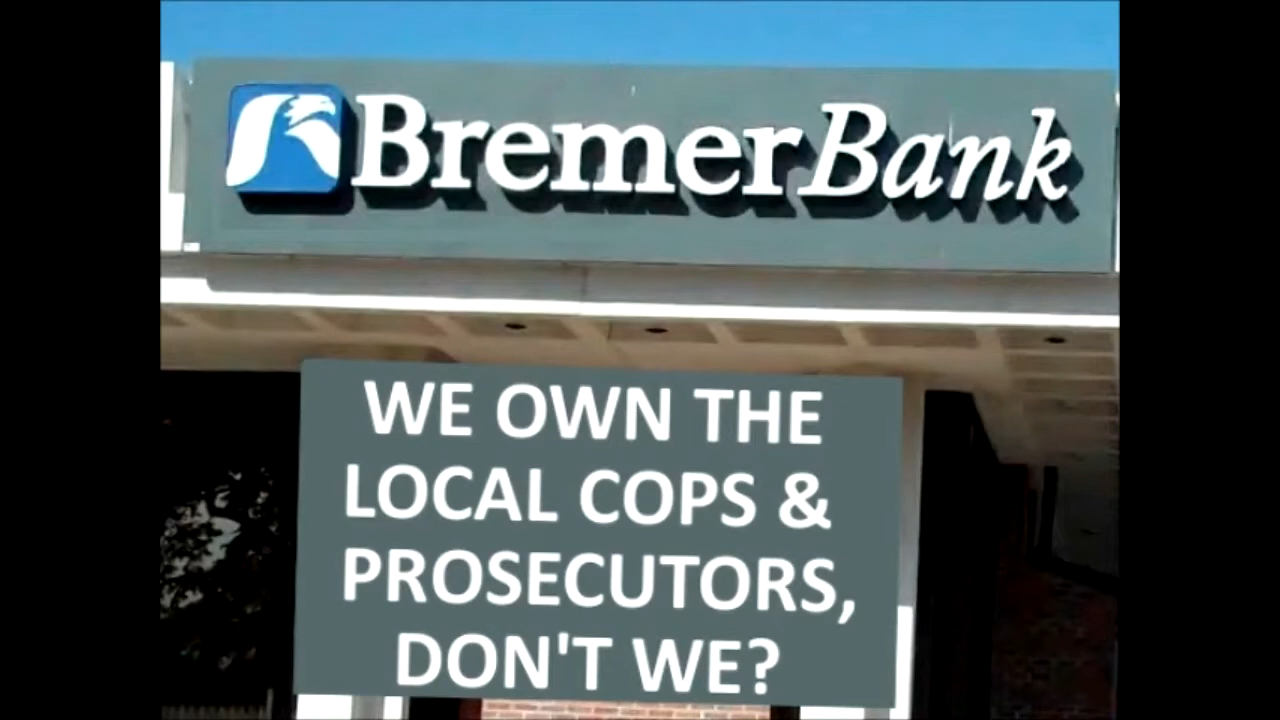 BremerBank
WE OWN THE
LOCAL COPS &
PROSECUTORS,
DON'T WE?